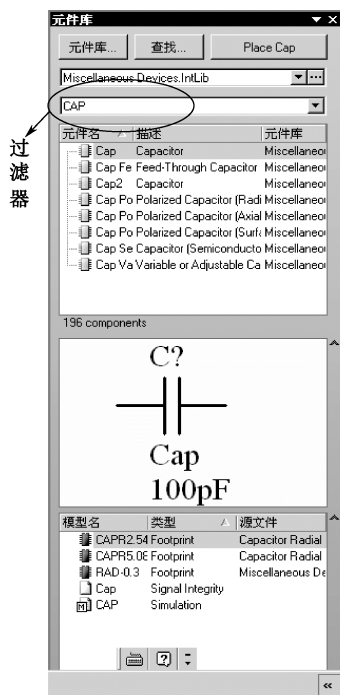 元件库
元件库... 查找... Place Cap
Miscellaneous Devices.IntLib ...
CAP
过滤器
元件名 描述 元件库
Cap Capacitor Miscellaneou
Cap Fe Feed-Through Capacitor Miscellaneou
Cap2 Capacitor Miscellaneou
Cap Po Polarized Capacitor (Radi Miscellaneou
Cap Po Polarized Capacitor (Axial Miscellaneou
Cap Po Polarized Capacitor (Surfa Miscellaneou
Cap Se Capacitor (Semiconducto Miscellaneou
Cap Va Variable or Adjustable Ca Miscellaneou
196 components
C?
Cap
100pF
模型名 类型 源文件
CAPR2.54 Footprint Capacitor Radial
CAPR5.08 Footprint Capacitor Radial
RAD-0.3 Footprint Miscellaneous De
Cap Signal Integrity
CAP Simulation